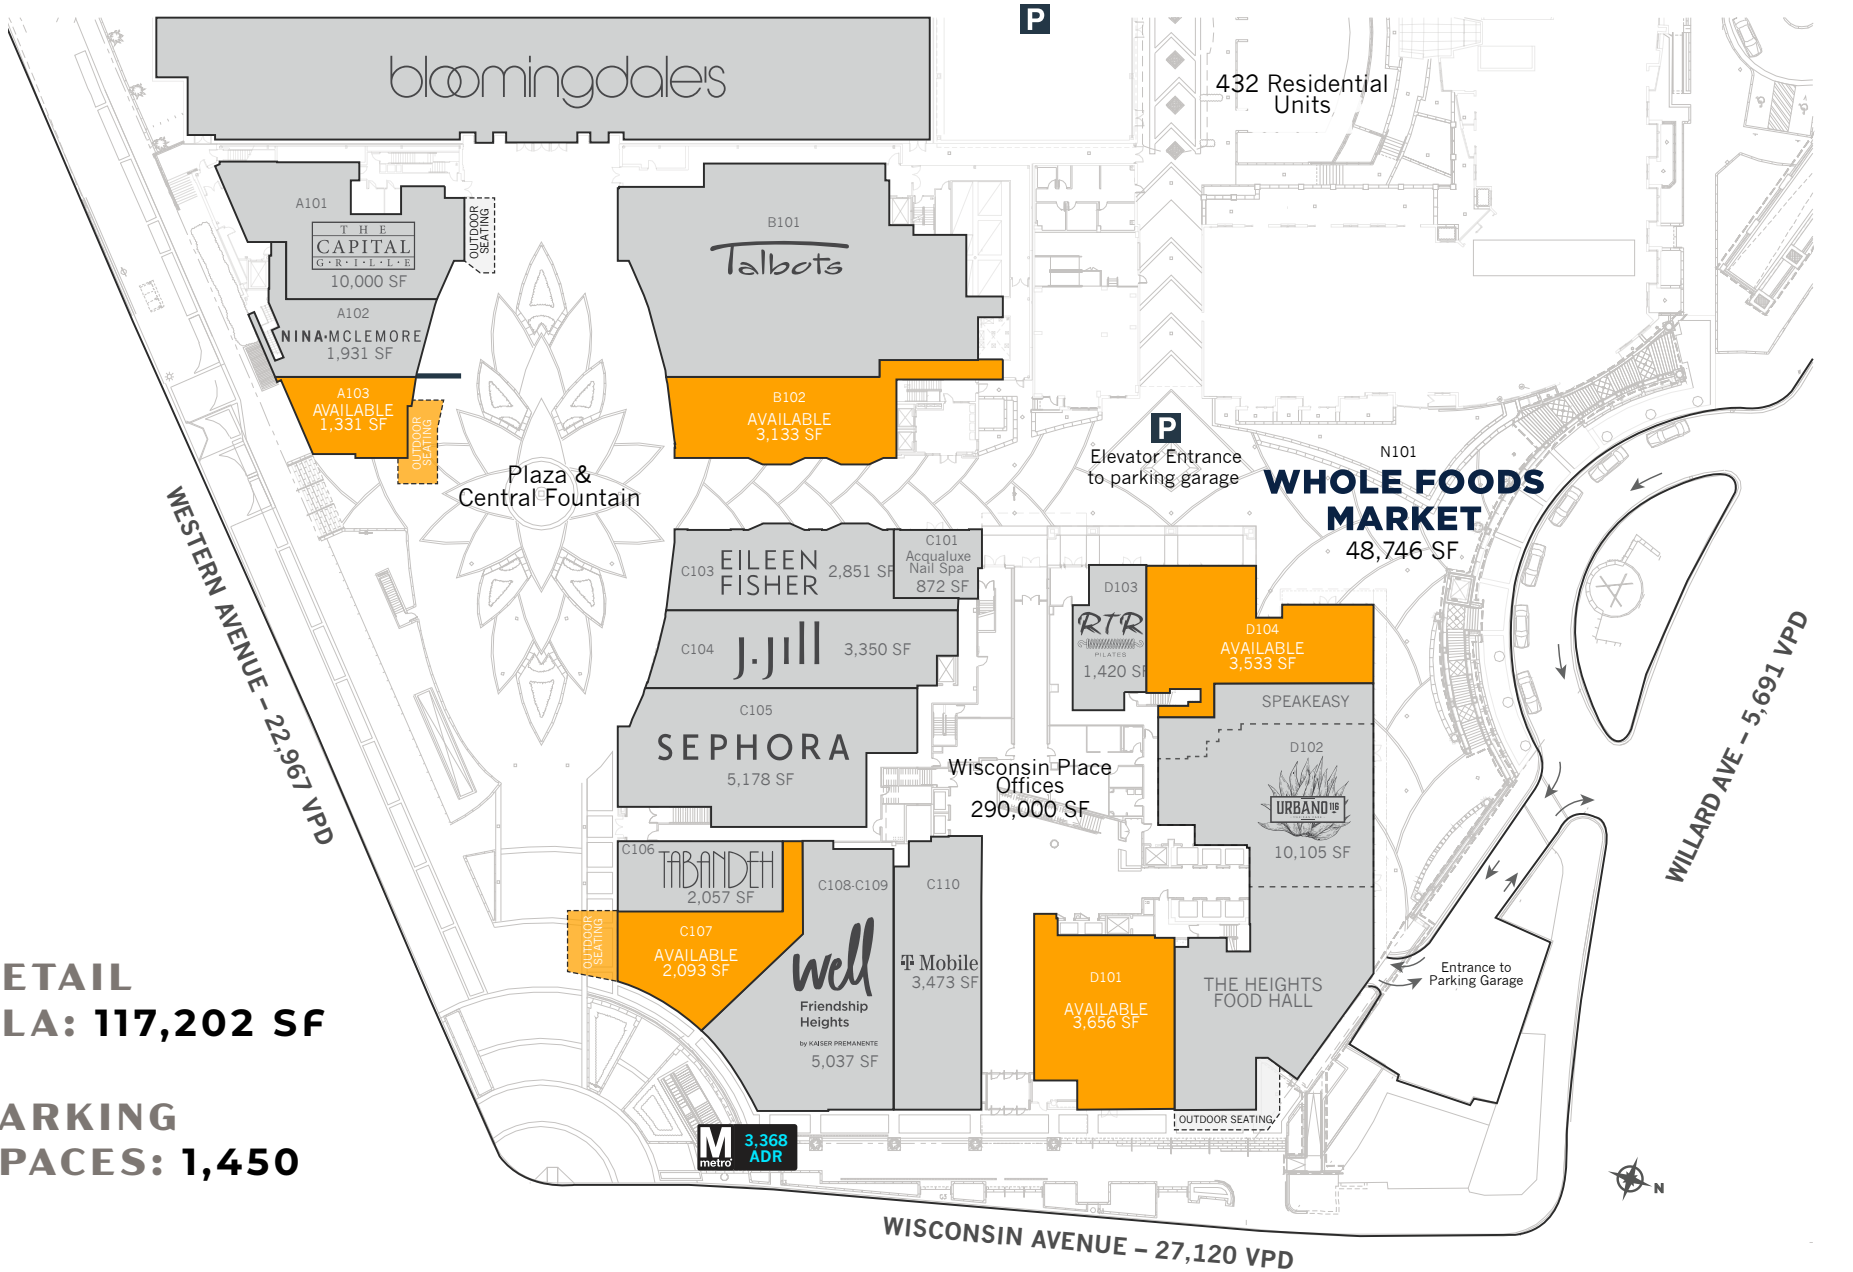 P
bloomingdale's
432 Residential
Units
A101
THE
CAPITAL
G·R·I·L·L·E
10,000 SF
OUTDOOR
SEATING
A102
NINA·MCLEMORE
1,931 SF
A103
AVAILABLE
1,331 SF
OUTDOOR
SEATING
B101
Talbots
B102
AVAILABLE
3,133 SF
Plaza &
Central Fountain
P
Elevator Entrance
to parking garage
N101
WHOLE FOODS
MARKET
48,746 SF
C103
EILEEN
FISHER
2,851 SF
C101
Acqualuxe
Nail Spa
872 SF
C104
J.Jill
3,350 SF
C105
SEPHORA
5,178 SF
D103
RTR
PILATES
1,420 SF
D104
AVAILABLE
3,533 SF
SPEAKEASY
D102
URBANO 116
10,105 SF
Wisconsin Place
Offices
290,000 SF
C106
TABANDEH
2,057 SF
C107
AVAILABLE
2,093 SF
OUTDOOR
SEATING
C108-C109
well
Friendship
Heights
by KAISER PREMANENTE
5,037 SF
C110
T Mobile
3,473 SF
D101
AVAILABLE
3,656 SF
THE HEIGHTS
FOOD HALL
OUTDOOR SEATING
Entrance to
Parking Garage
WESTERN AVENUE – 22,967 VPD
WILLARD AVE – 5,691 VPD
WISCONSIN AVENUE – 27,120 VPD
ETAIL
LA: 117,202 SF
ARKING
PACES: 1,450
M
metro
3,368
ADR
N